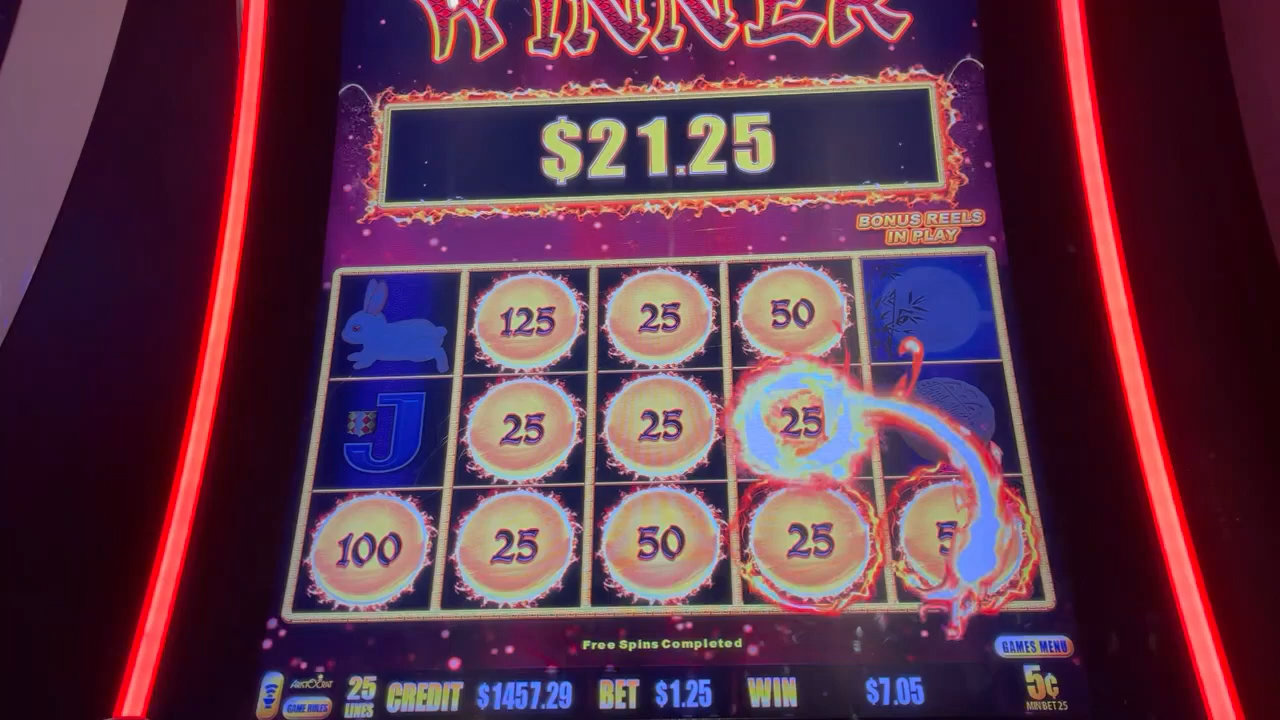 WINNER
$21.25
BONUS REELS
IN PLAY
125 25 50
J 25 25 25
100 25 50 25
Free Spins Completed
GAMES MENU
ARISTOCRAT
GAME RULES
25
LINES
CREDIT $1457.29 BET $1.25 WIN $7.05
5¢
MIN BET 25